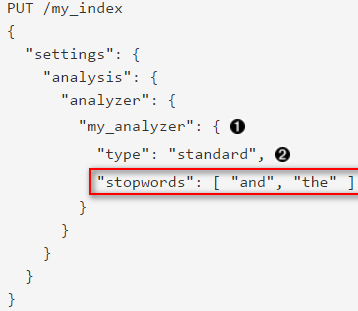 PUT /my_index
{
  "settings": {
    "analysis": {
      "analyzer": {
        "my_analyzer": { ❶
          "type": "standard", ❷
          "stopwords": [ "and", "the" ]
        }
      }
    }
  }
}